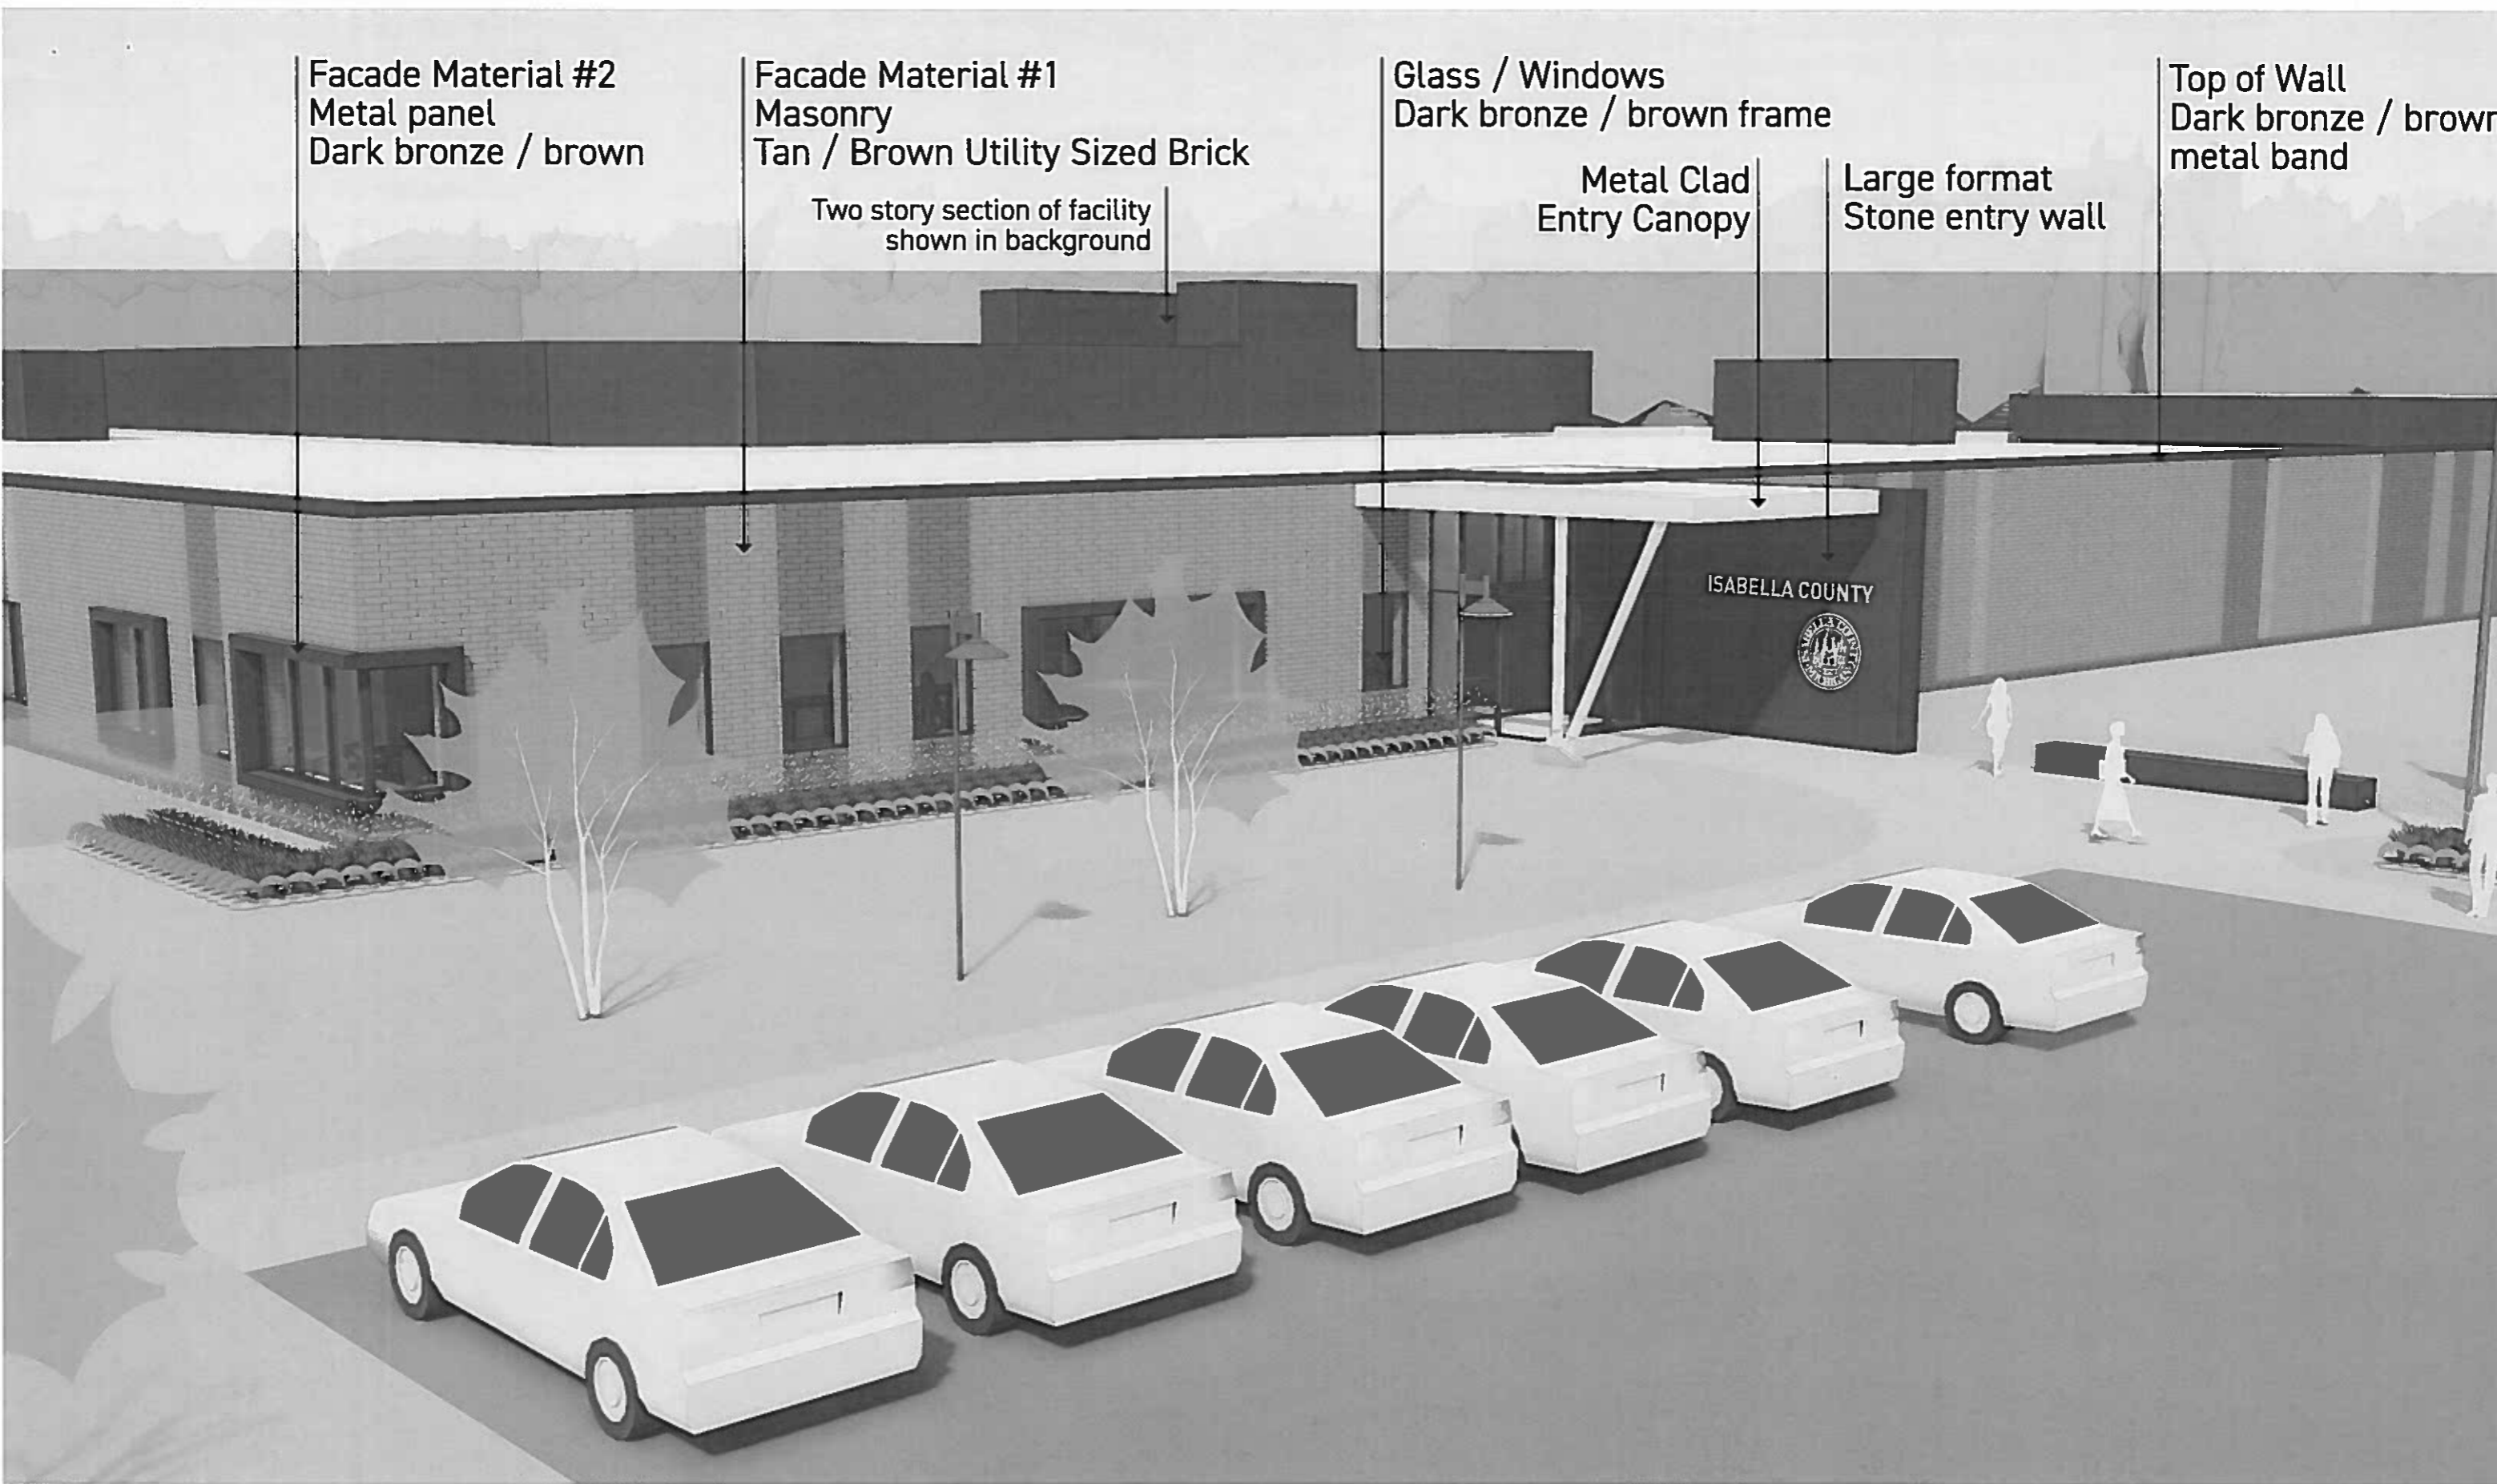 Facade Material #2
Metal panel
Dark bronze / brown
Facade Material #1
Masonry
Tan / Brown Utility Sized Brick
Two story section of facility
shown in background
Glass / Windows
Dark bronze / brown frame
Metal Clad
Entry Canopy
Large format
Stone entry wall
Top of Wall
Dark bronze / brown
metal band
ISABELLA COUNTY